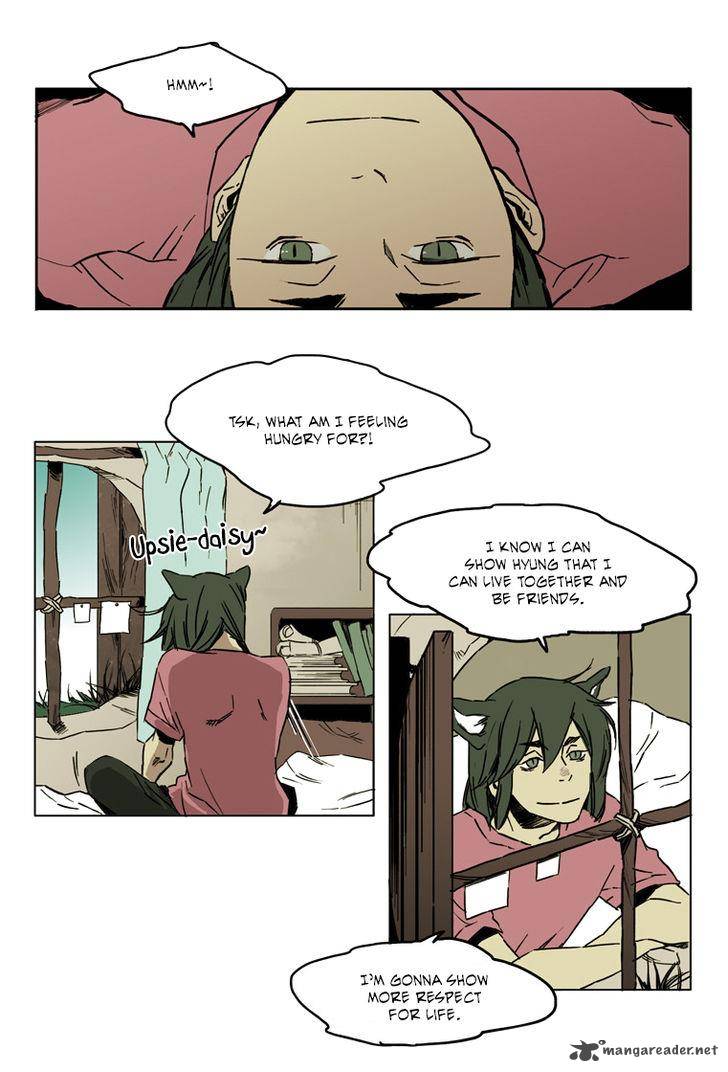 HMM~!
TSK, WHAT AM I FEELING
HUNGRY FOR?!
Upsie-daisy~
I KNOW I CAN
SHOW HYUNG THAT I
CAN LIVE TOGETHER AND
BE FRIENDS.
I'M GONNA SHOW
MORE RESPECT
FOR LIFE.
mangareader.net